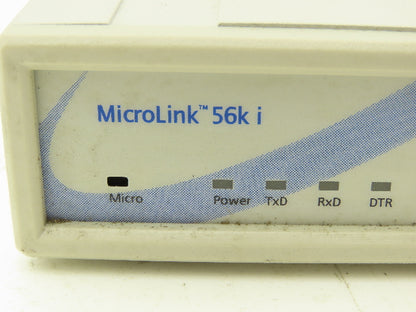 MicroLink™ 56k i
Micro Power TxD RxD DTR